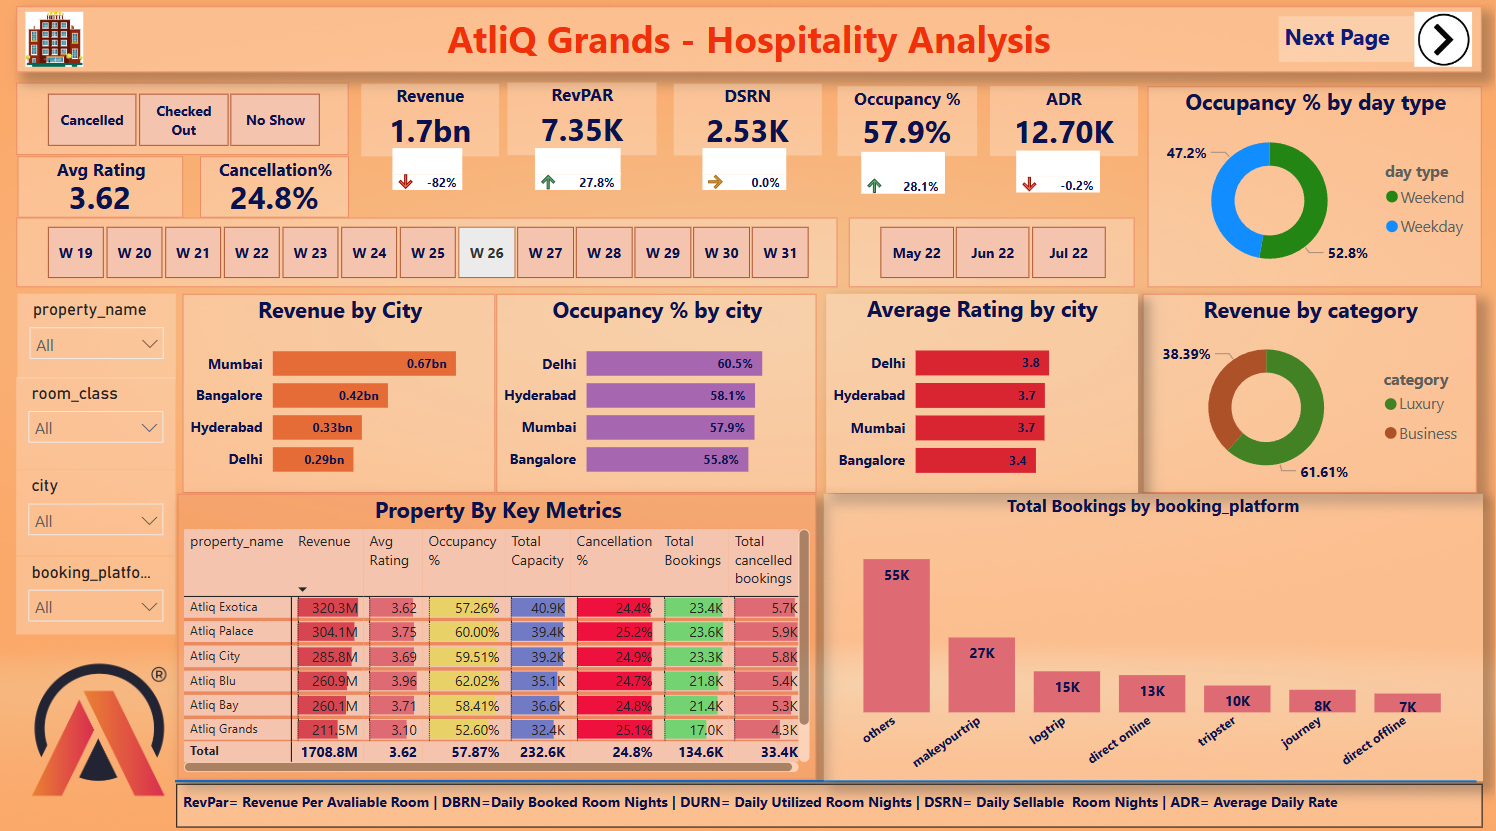 AtliQ Grands - Hospitality Analysis
Next Page
Cancelled
Checked
Out
No Show
Avg Rating
3.62
Cancellation%
24.8%
Revenue
1.7bn
-82%
RevPAR
7.35K
27.8%
DSRN
2.53K
0.0%
Occupancy %
57.9%
28.1%
ADR
12.70K
-0.2%
Occupancy % by day type
47.2%
52.8%
day type
Weekend
Weekday
W 19
W 20
W 21
W 22
W 23
W 24
W 25
W 26
W 27
W 28
W 29
W 30
W 31
May 22
Jun 22
Jul 22
property_name
All
room_class
All
city
All
booking_platfo...
All
Revenue by City
Mumbai 0.67bn
Bangalore 0.42bn
Hyderabad 0.33bn
Delhi 0.29bn
Occupancy % by city
Delhi 60.5%
Hyderabad 58.1%
Mumbai 57.9%
Bangalore 55.8%
Average Rating by city
Delhi 3.8
Hyderabad 3.7
Mumbai 3.7
Bangalore 3.4
Revenue by category
38.39%
61.61%
category
Luxury
Business
Property By Key Metrics
property_name Revenue Avg Occupancy Total Cancellation Total Total
Rating % Capacity % Bookings cancelled
bookings
Atliq Exotica 320.3M 3.62 57.26% 40.9K 24.4% 23.4K 5.7K
Atliq Palace 304.1M 3.75 60.00% 39.4K 25.2% 23.6K 5.9K
Atliq City 285.8M 3.69 59.51% 39.2K 24.9% 23.3K 5.8K
Atliq Blu 260.9M 3.96 62.02% 35.1K 24.7% 21.8K 5.4K
Atliq Bay 260.1M 3.71 58.41% 36.6K 24.8% 21.4K 5.3K
Atliq Grands 211.5M 3.10 52.60% 32.4K 25.1% 17.0K 4.3K
Total 1708.8M 3.62 57.87% 232.6K 24.8% 134.6K 33.4K
Total Bookings by booking_platform
55K
27K
15K
13K
10K
8K
7K
others
makeyourtrip
logtrip
direct online
tripster
journey
direct offline
®
RevPar= Revenue Per Avaliable Room | DBRN=Daily Booked Room Nights | DURN= Daily Utilized Room Nights | DSRN= Daily Sellable Room Nights | ADR= Average Daily Rate